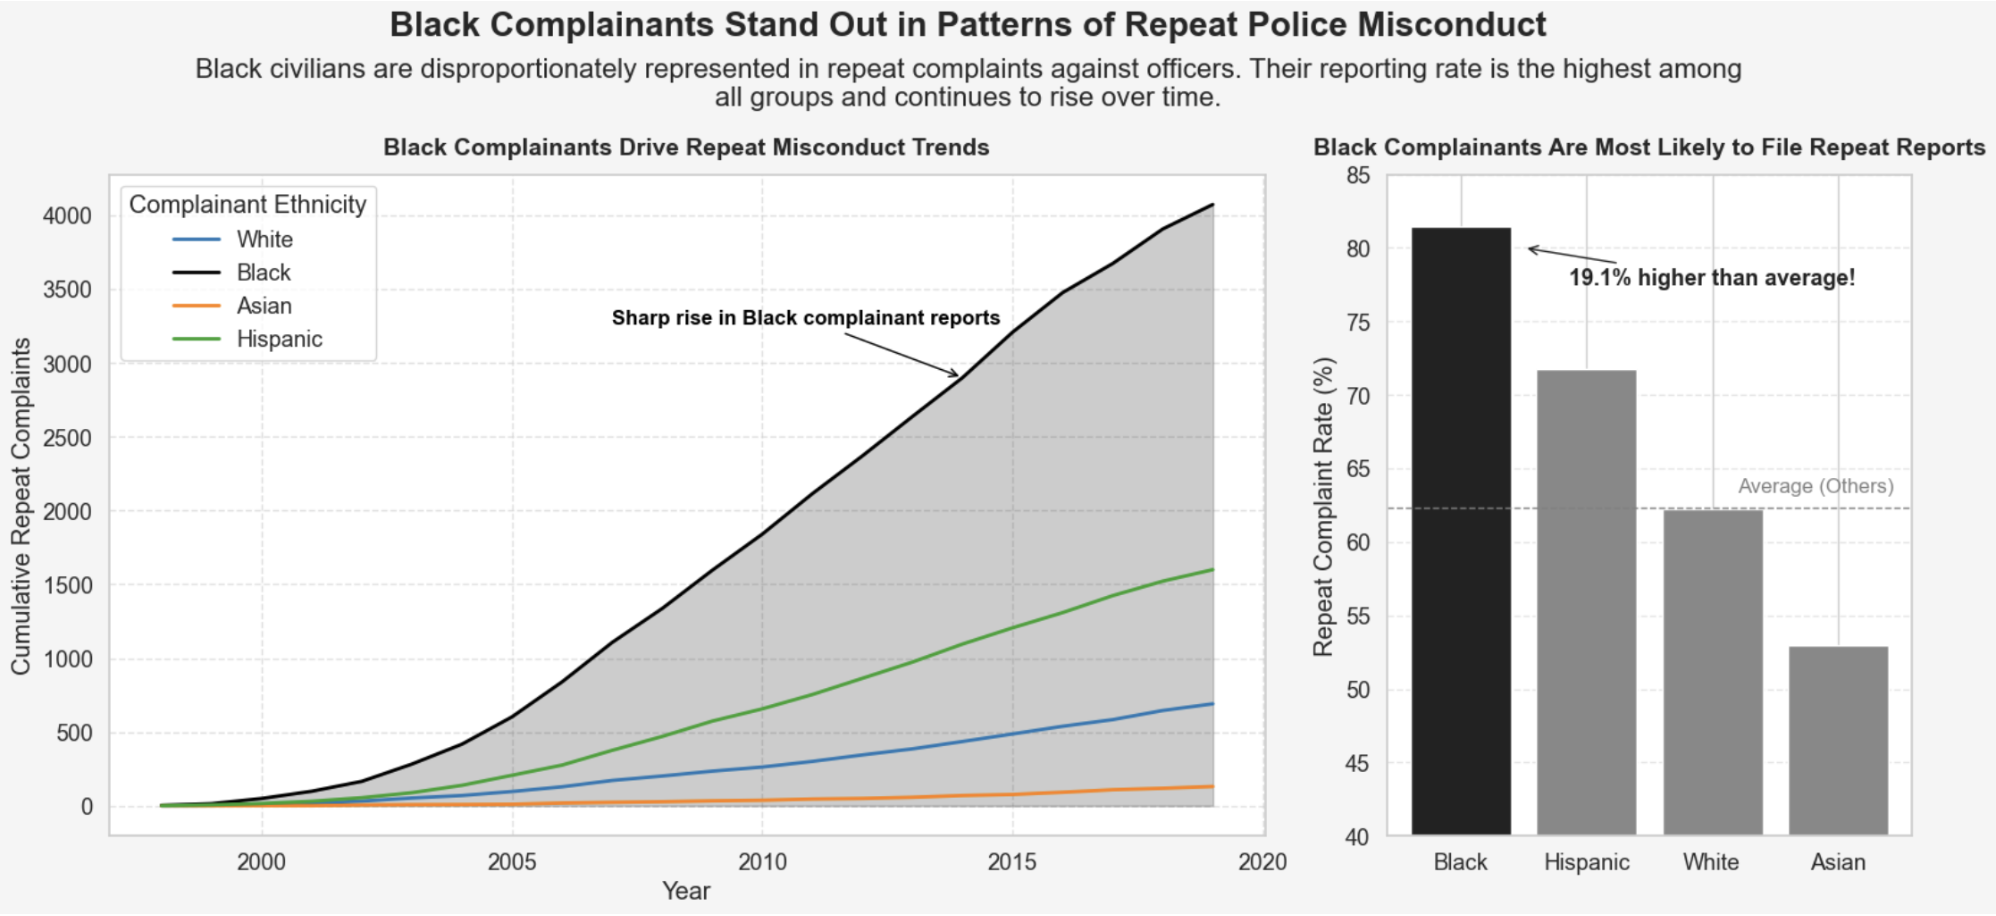 Black Complainants Stand Out in Patterns of Repeat Police Misconduct
Black civilians are disproportionately represented in repeat complaints against officers. Their reporting rate is the highest among
all groups and continues to rise over time.
Black Complainants Drive Repeat Misconduct Trends
Complainant Ethnicity
White
Black
Asian
Hispanic
Sharp rise in Black complainant reports
Cumulative Repeat Complaints
4000
3500
3000
2500
2000
1500
1000
500
0
2000
2005
2010
2015
2020
Year
Black Complainants Are Most Likely to File Repeat Reports
Repeat Complaint Rate (%)
85
80
75
70
65
60
55
50
45
40
19.1% higher than average!
Average (Others)
Black
Hispanic
White
Asian